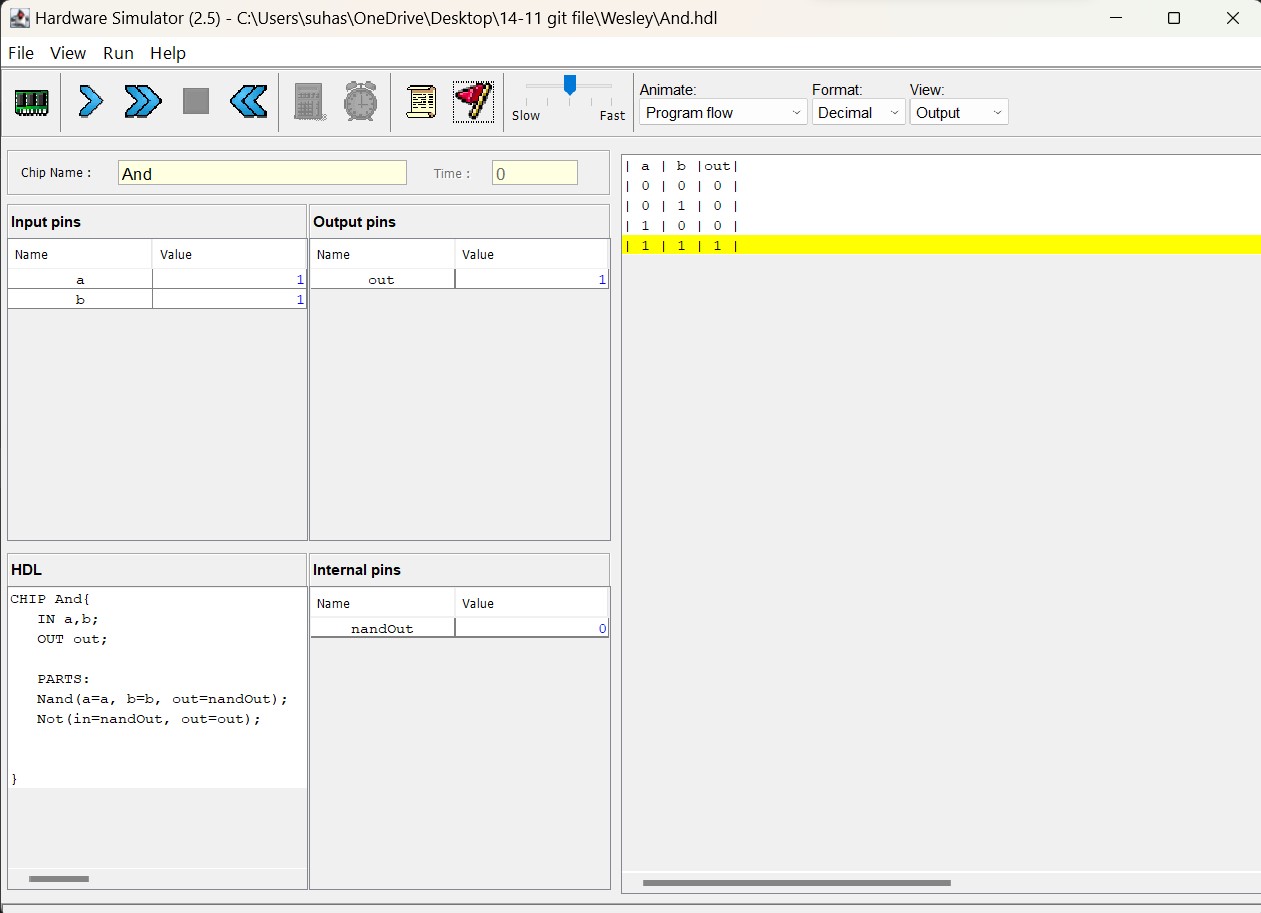 Hardware Simulator (2.5) - C:\Users\suhas\OneDrive\Desktop\14-11 git file\Wesley\And.hdl
File View Run Help
Slow Fast
Animate: Format: View:
Program flow Decimal Output
Chip Name : And Time : 0
Input pins
Name Value
a 1
b 1
Output pins
Name Value
out 1
HDL
CHIP And{
IN a,b;
OUT out;
PARTS:
Nand(a=a, b=b, out=nandOut);
Not(in=nandOut, out=out);
}
Internal pins
Name Value
nandOut 0
| a | b |out|
| 0 | 0 | 0 |
| 0 | 1 | 0 |
| 1 | 0 | 0 |
| 1 | 1 | 1 |